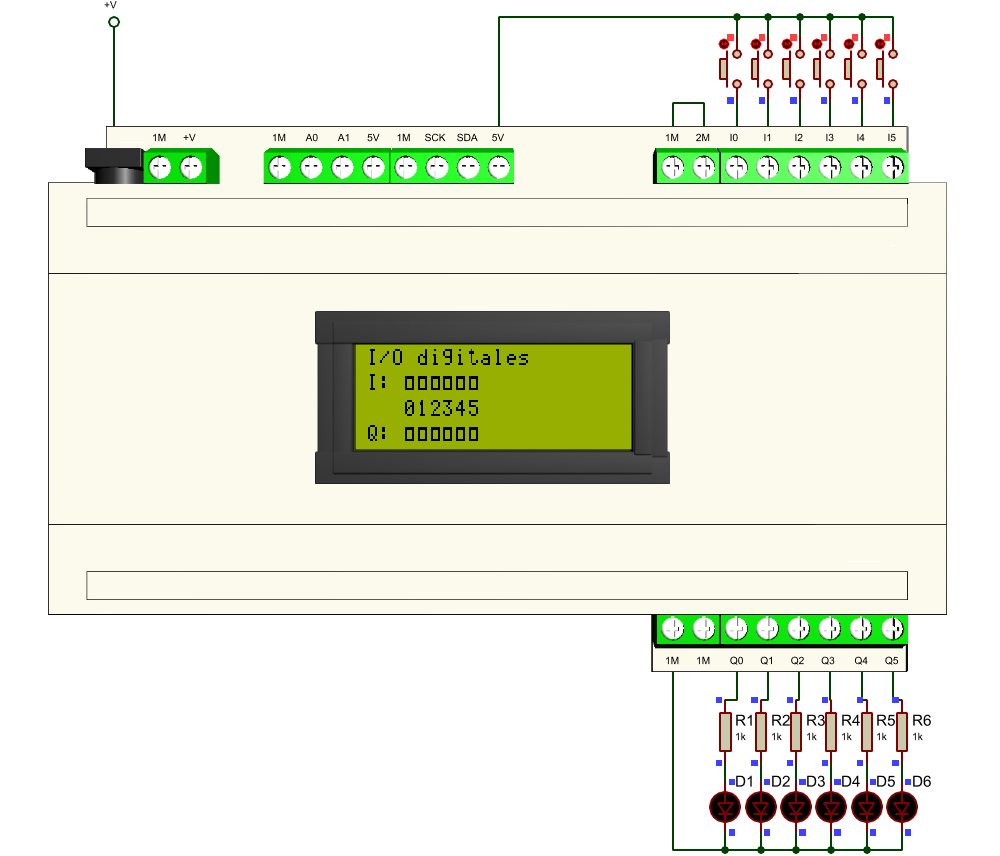 +V
1M +V 1M A0 A1 5V 1M SCK SDA 5V 1M 2M I0 I1 I2 I3 I4 I5
I/O digitales
I: 
012345
Q: 
1M 1M Q0 Q1 Q2 Q3 Q4 Q5
R1 R2 R3 R4 R5 R6
1k 1k 1k 1k 1k 1k
D1 D2 D3 D4 D5 D6